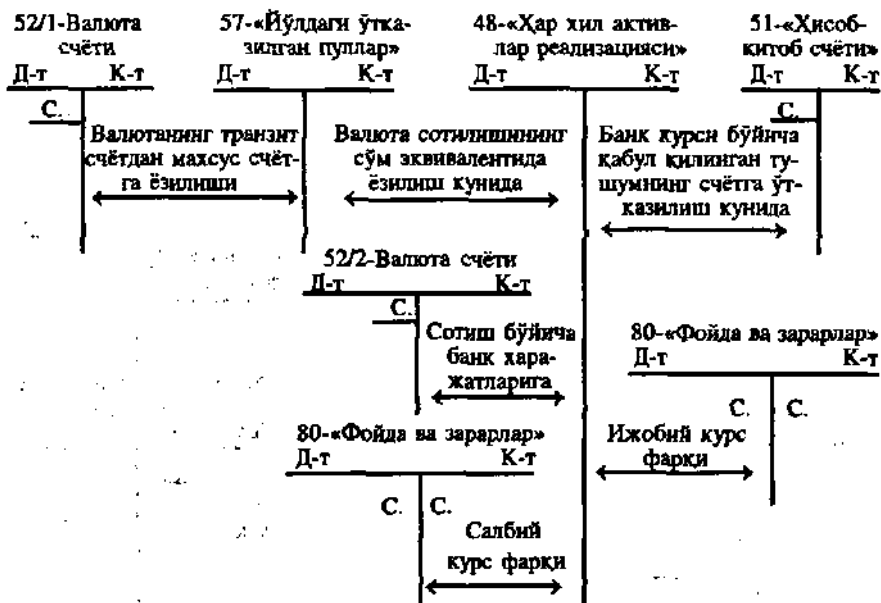 52/1-Валюта
счёти
Д-т К-т
С.
57-«Йўлдаги ўтка-
зилган пуллар»
Д-т К-т
48-«Ҳар хил актив-
лар реализацияси»
Д-т К-т
51-«Ҳисоб-
китоб счёти»
Д-т К-т
С.
Валютанинг транзит
счётдан махсус счёт-
га ёзилиши
Валюта сотилишининг
сўм эквивалентида
ёзилиш кунида
Банк курси бўйича
қабул қилинган ту-
шумнинг счётга ўт-
казилиш кунида
52/2-Валюта счёти
Д-т К-т
С.
Сотиш бўйича
банк хара-
жатларига
80-«Фойда ва зарарлар»
Д-т К-т
С. С.
Ижобий курс
фарқи
80-«Фойда ва зарарлар»
Д-т К-т
С. С.
Салбий
курс фарқи